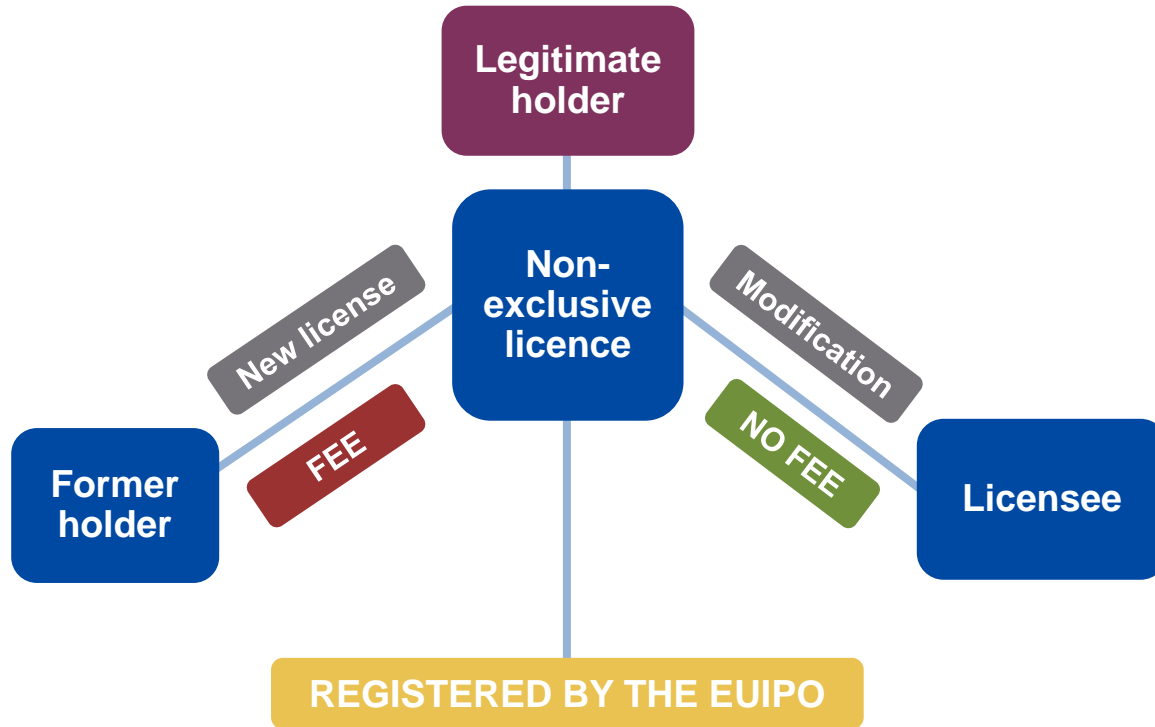 Legitimate
holder
Non-
exclusive
licence
New license
FEE
Modification
NO FEE
Former
holder
Licensee
REGISTERED BY THE EUIPO